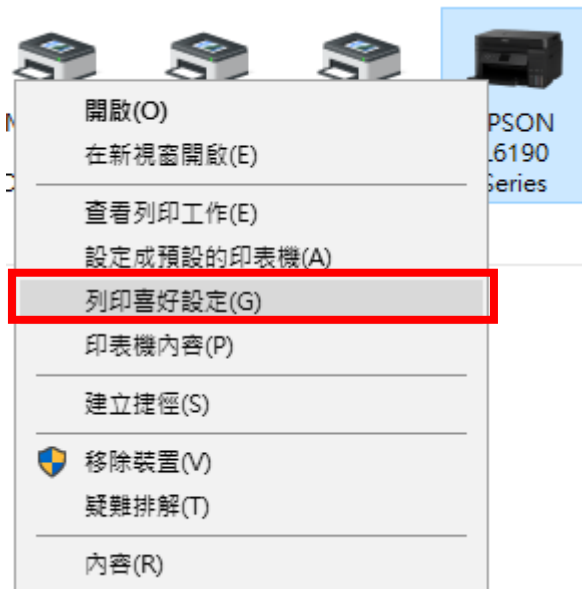 PSON
L6190
Series
開啟(O)
在新視窗開啟(E)
查看列印工作(E)
設定成預設的印表機(A)
列印喜好設定(G)
印表機內容(P)
建立捷徑(S)
移除裝置(V)
疑難排解(T)
內容(R)